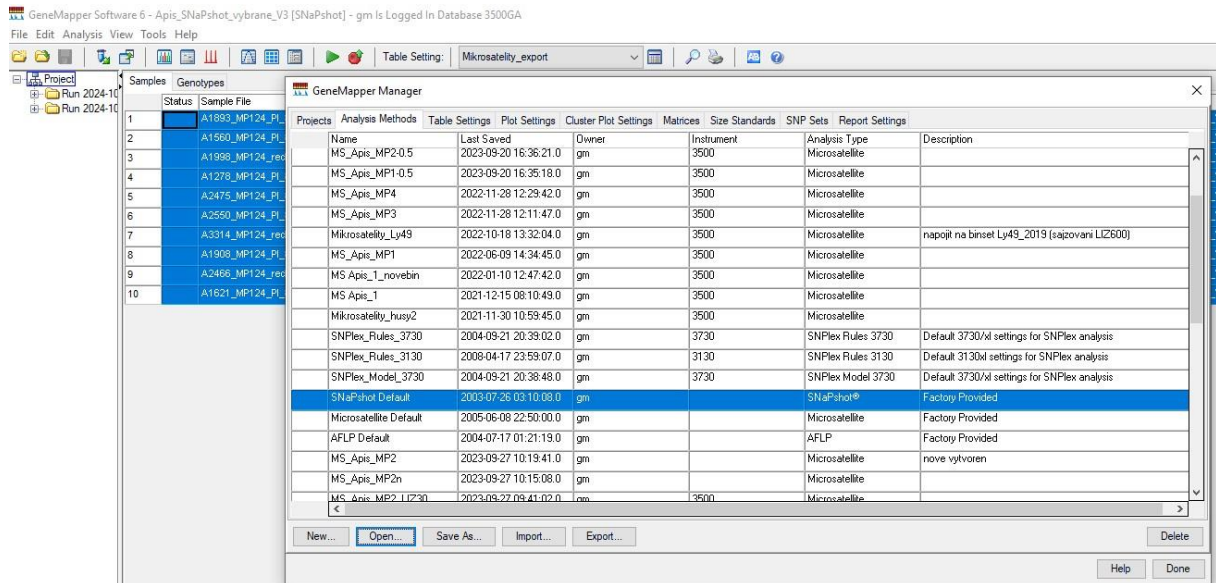 GeneMapper Software 6 - Apis_SNaPshot_vybrane_V3 [SNaPshot] - gm Is Logged In Database 3500GA
File Edit Analysis View Tools Help
Table Setting: Mikrosatelity_export
Project
Run 2024-10
Run 2024-10
Samples Genotypes
Status Sample File
1 A1893_MP124_PI_
2 A1560_MP124_PI_
3 A1998_MP124_rec
4 A1278_MP124_PI_
5 A2475_MP124_PI_
6 A2550_MP124_PI_
7 A3314_MP124_rec
8 A1908_MP124_PI_
9 A2466_MP124_rec
10 A1621_MP124_PI_
GeneMapper Manager
Projects Analysis Methods Table Settings Plot Settings Cluster Plot Settings Matrices Size Standards SNP Sets Report Settings
Name Last Saved Owner Instrument Analysis Type Description
MS_Apis_MP2-0.5 2023-09-20 16:36:21.0 gm 3500 Microsatellite
MS_Apis_MP1-0.5 2023-09-20 16:35:18.0 gm 3500 Microsatellite
MS_Apis_MP4 2022-11-28 12:29:42.0 gm 3500 Microsatellite
MS_Apis_MP3 2022-11-28 12:11:47.0 gm 3500 Microsatellite
Mikrosatelity_Ly49 2022-10-18 13:32:04.0 gm 3500 Microsatellite napojit na binset Ly49_2019 (sajzovani LIZ600)
MS_Apis_MP1 2022-06-09 14:34:45.0 gm 3500 Microsatellite
MS Apis_1_novebin 2022-01-10 12:47:42.0 gm 3500 Microsatellite
MS Apis_1 2021-12-15 08:10:49.0 gm 3500 Microsatellite
Mikrosatelity_husy2 2021-11-30 10:59:45.0 gm 3500 Microsatellite
SNPlex_Rules_3730 2004-09-21 20:39:02.0 gm 3730 SNPlex Rules 3730 Default 3730/xl settings for SNPlex analysis
SNPlex_Rules_3130 2008-04-17 23:59:07.0 gm 3130 SNPlex Rules 3130 Default 3130xl settings for SNPlex analysis
SNPlex_Model_3730 2004-09-21 20:38:48.0 gm 3730 SNPlex Model 3730 Default 3730/xl settings for SNPlex analysis
SNaPshot Default 2003-07-26 03:10:08.0 gm SNaPshot® Factory Provided
Microsatellite Default 2005-06-08 22:50:00.0 gm Microsatellite Factory Provided
AFLP Default 2004-07-17 01:21:19.0 gm AFLP Factory Provided
MS_Apis_MP2 2023-09-27 10:19:41.0 gm Microsatellite nove vytvoren
MS_Apis_MP2n 2023-09-27 10:15:08.0 gm Microsatellite
MS_Apis_MP2_LIZ30 2023-09-27 09:41:02.0 gm 3500 Microsatellite
New... Open... Save As... Import... Export... Delete
Help Done